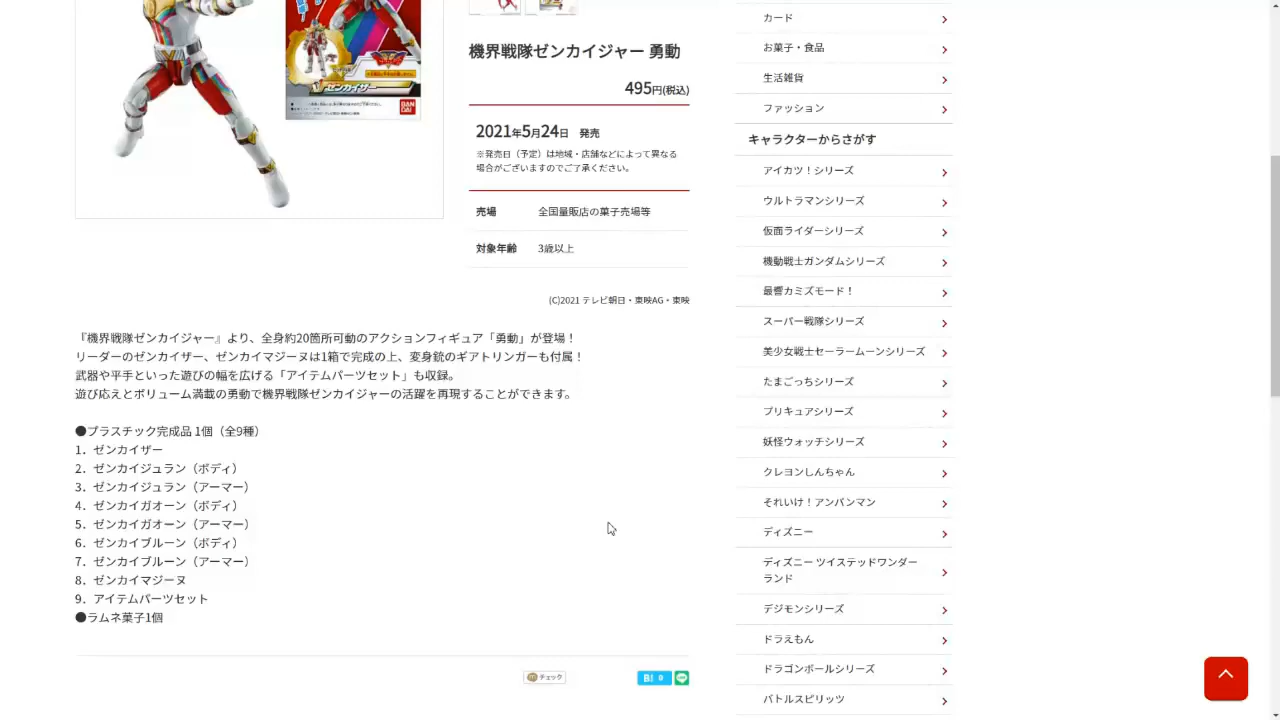 ゼンカイザー
BAN DAI
機界戦隊ゼンカイジャー 勇動
495円(税込)
2021年5月24日 発売
※発売日（予定）は地域・店舗などによって異なる
場合がございますのでご了承ください。
売場 全国量販店の菓子売場等
対象年齢 3歳以上
(C)2021 テレビ朝日・東映AG・東映
『機界戦隊ゼンカイジャー』より、全身約20箇所可動のアクションフィギュア「勇動」が登場！
リーダーのゼンカイザー、ゼンカイマジーヌは1箱で完成の上、変身銃のギアトリンガーも付属！
武器や平手といった遊びの幅を広げる「アイテムパーツセット」も収録。
遊び応えとボリューム満載の勇動で機界戦隊ゼンカイジャーの活躍を再現することができます。
●プラスチック完成品 1個（全9種）
1．ゼンカイザー
2．ゼンカイジュラン（ボディ）
3．ゼンカイジュラン（アーマー）
4．ゼンカイガオーン（ボディ）
5．ゼンカイガオーン（アーマー）
6．ゼンカイブルーン（ボディ）
7．ゼンカイブルーン（アーマー）
8．ゼンカイマジーヌ
9．アイテムパーツセット
●ラムネ菓子1個
チェック
B! 0
カード
お菓子・食品
生活雑貨
ファッション
キャラクターからさがす
アイカツ！シリーズ
ウルトラマンシリーズ
仮面ライダーシリーズ
機動戦士ガンダムシリーズ
最響カミズモード！
スーパー戦隊シリーズ
美少女戦士セーラームーンシリーズ
たまごっちシリーズ
プリキュアシリーズ
妖怪ウォッチシリーズ
クレヨンしんちゃん
それいけ！アンパンマン
ディズニー
ディズニー ツイステッドワンダー
ランド
デジモンシリーズ
ドラえもん
ドラゴンボールシリーズ
バトルスピリッツ